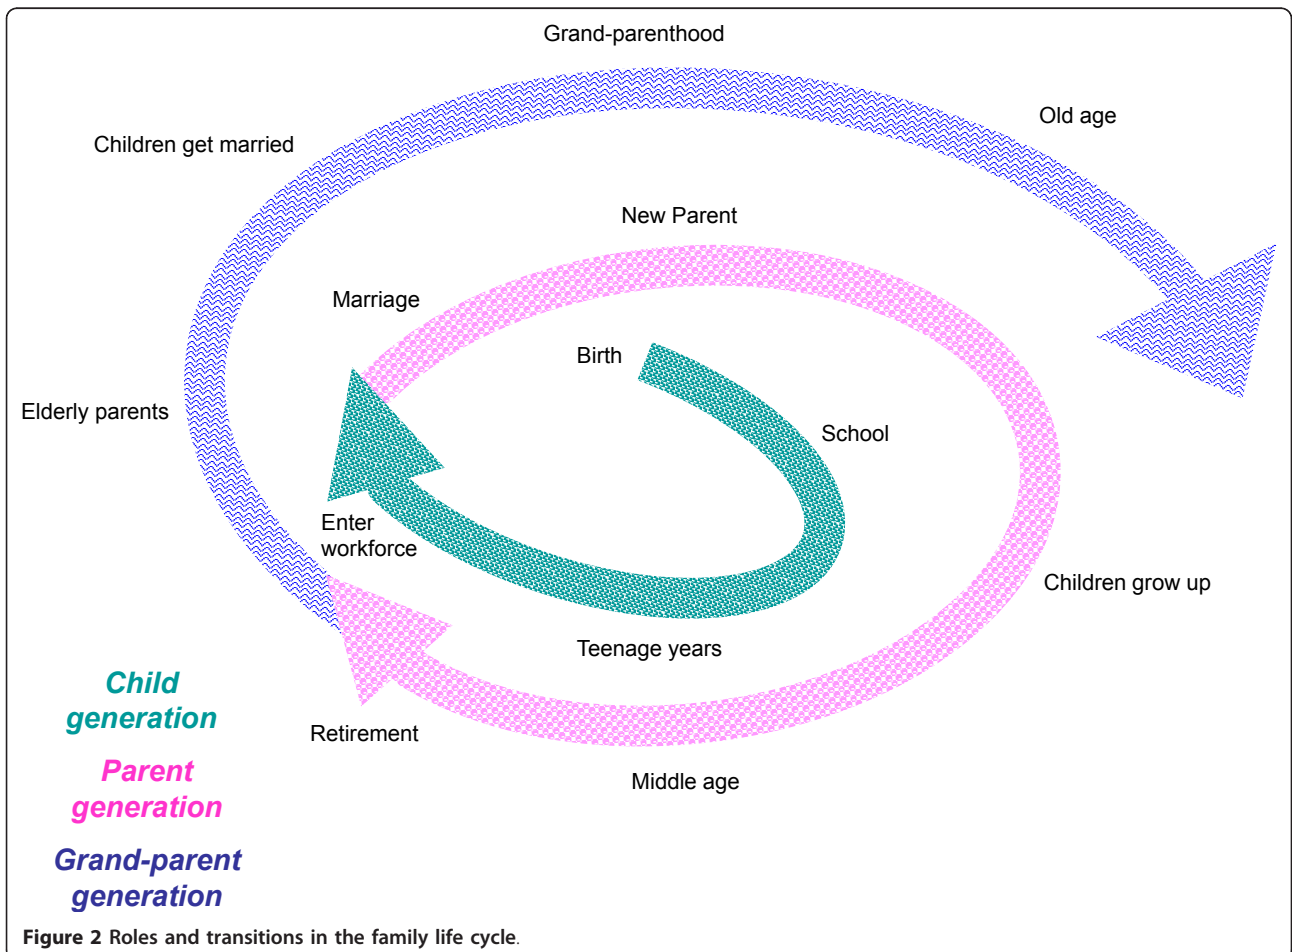 Grand-parenthood
Old age
Children get married
New Parent
Marriage
Birth
Elderly parents
School
Enter
workforce
Children grow up
Teenage years
Child
generation
Retirement
Middle age
Parent
generation
Grand-parent
generation
Figure 2 Roles and transitions in the family life cycle.